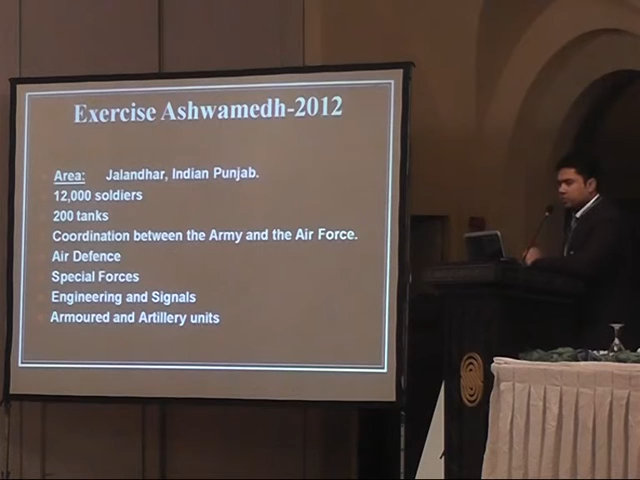 Exercise Ashwamedh-2012
Area: Jalandhar, Indian Punjab.
12,000 soldiers
200 tanks
Coordination between the Army and the Air Force.
Air Defence
Special Forces
Engineering and Signals
Armoured and Artillery units